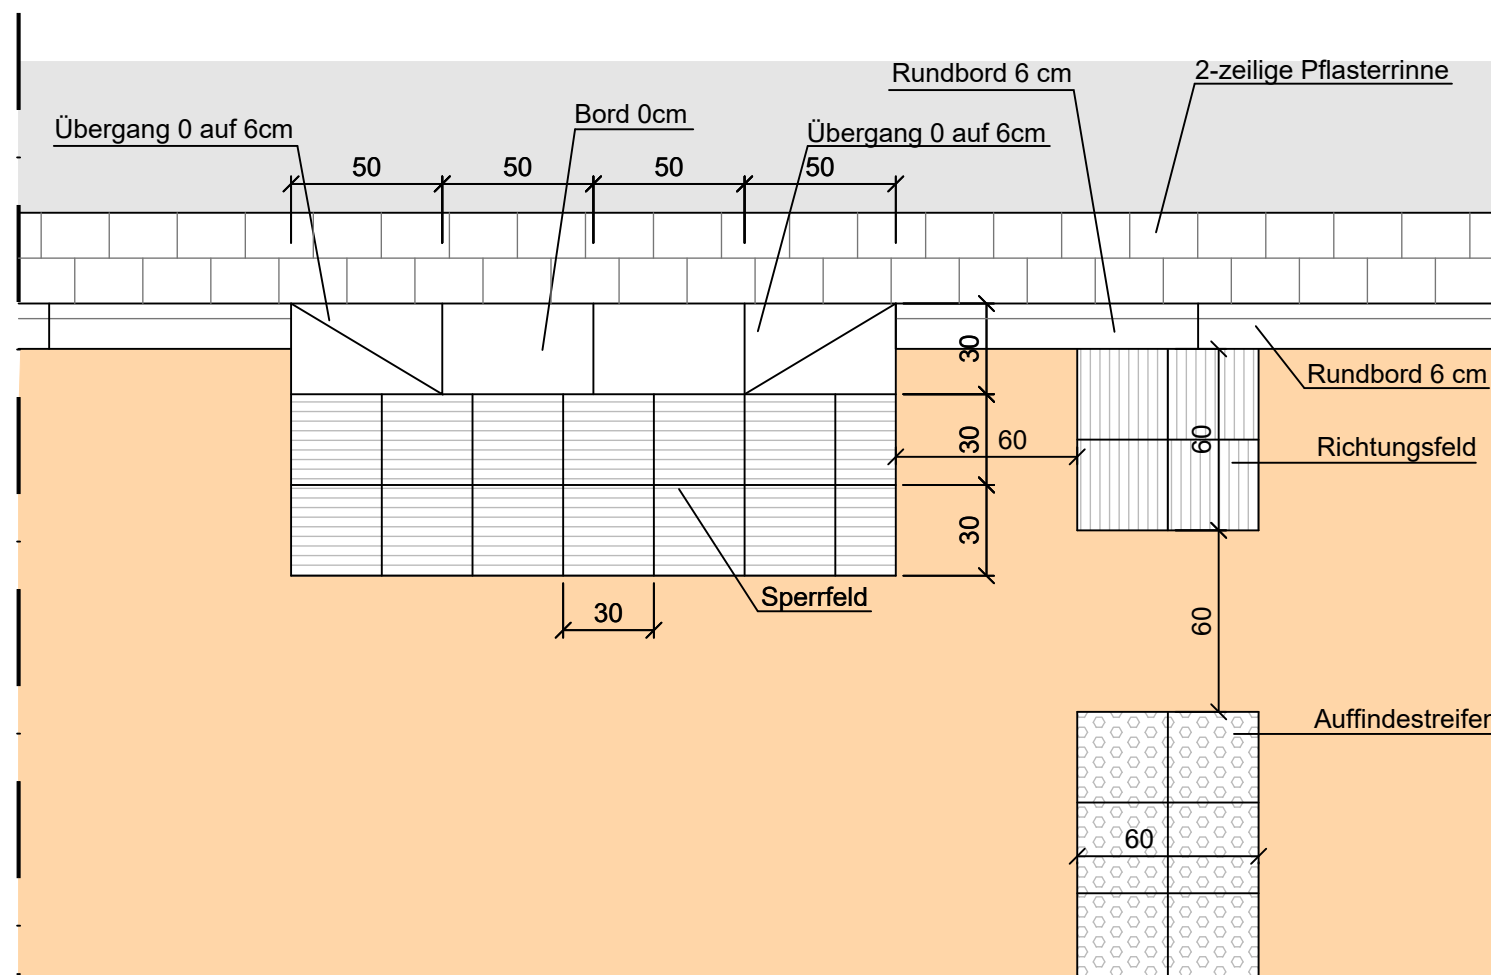 Rundbord 6 cm
2-zeilige Pflasterrinne
Übergang 0 auf 6cm
Bord 0cm
Übergang 0 auf 6cm
50
50
50
50
30
Rundbord 6 cm
30
60
60
Richtungsfeld
30
Sperrfeld
30
60
Auffindestreifen
60